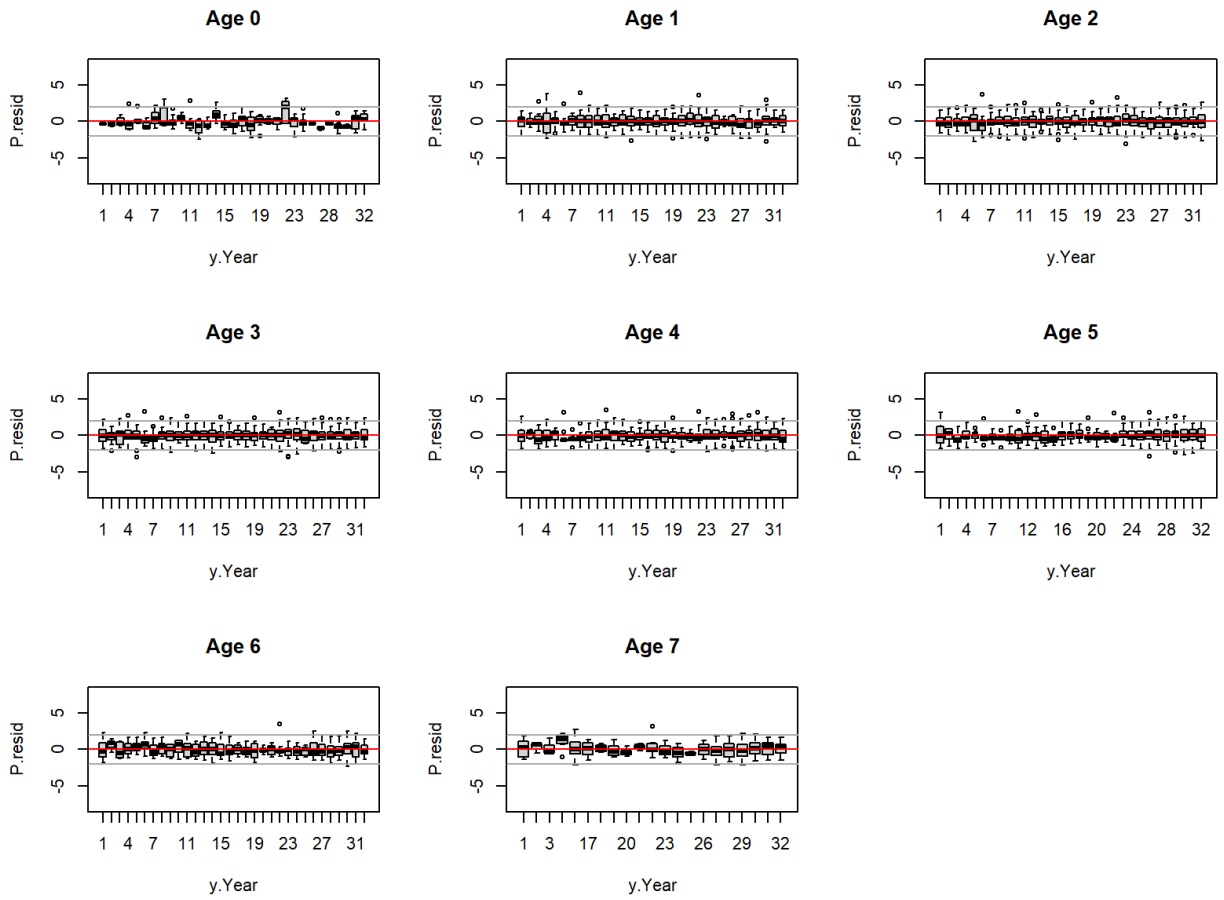 Age 0
P.resid
5
0
-5
1 4 7 11 15 19 23 28 32
y.Year
Age 1
P.resid
5
0
-5
1 4 7 11 15 19 23 27 31
y.Year
Age 2
P.resid
5
0
-5
1 4 7 11 15 19 23 27 31
y.Year
Age 3
P.resid
5
0
-5
1 4 7 11 15 19 23 27 31
y.Year
Age 4
P.resid
5
0
-5
1 4 7 11 15 19 23 27 31
y.Year
Age 5
P.resid
5
0
-5
1 4 7 12 16 20 24 28 32
y.Year
Age 6
P.resid
5
0
-5
1 4 7 11 15 19 23 27 31
y.Year
Age 7
P.resid
5
0
-5
1 3 17 20 23 26 29 32
y.Year